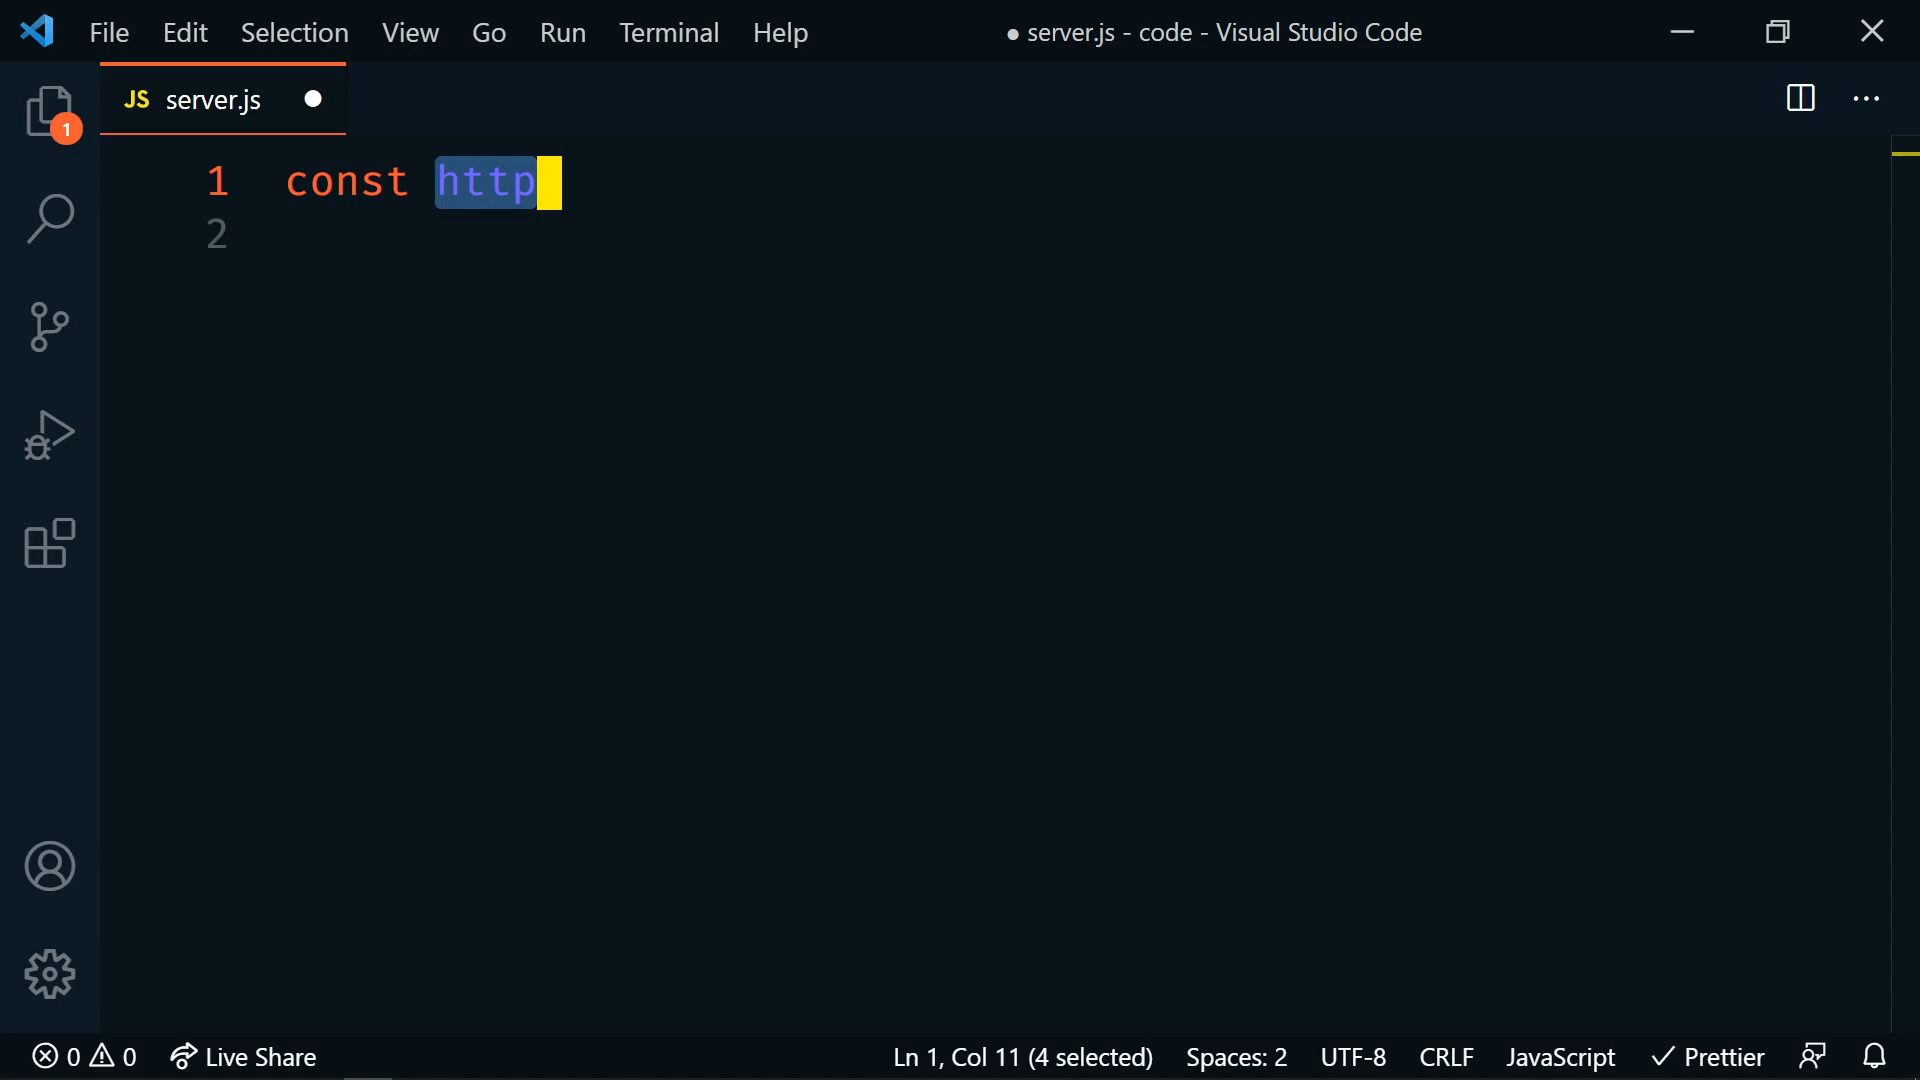 File Edit Selection View Go Run Terminal Help ● server.js - code - Visual Studio Code
JS server.js ●
1
1 const http
2
0 0 Live Share Ln 1, Col 11 (4 selected) Spaces: 2 UTF-8 CRLF JavaScript Prettier